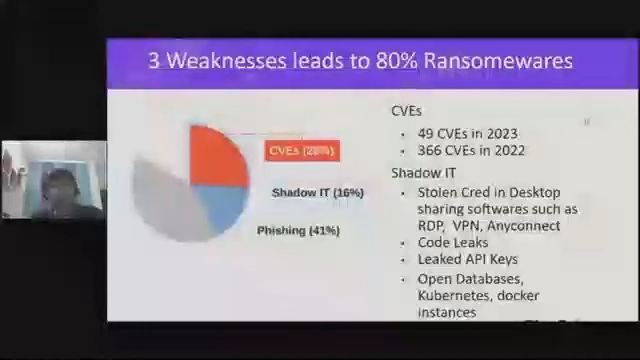 3 Weaknesses leads to 80% Ransomewares
CVEs (26%)
Shadow IT (16%)
Phishing (41%)
CVEs
• 49 CVEs in 2023
• 366 CVEs in 2022
Shadow IT
• Stolen Cred in Desktop
sharing softwares such as
RDP, VPN, Anyconnect
• Code Leaks
• Leaked API Keys
• Open Databases,
Kubernetes, docker
instances